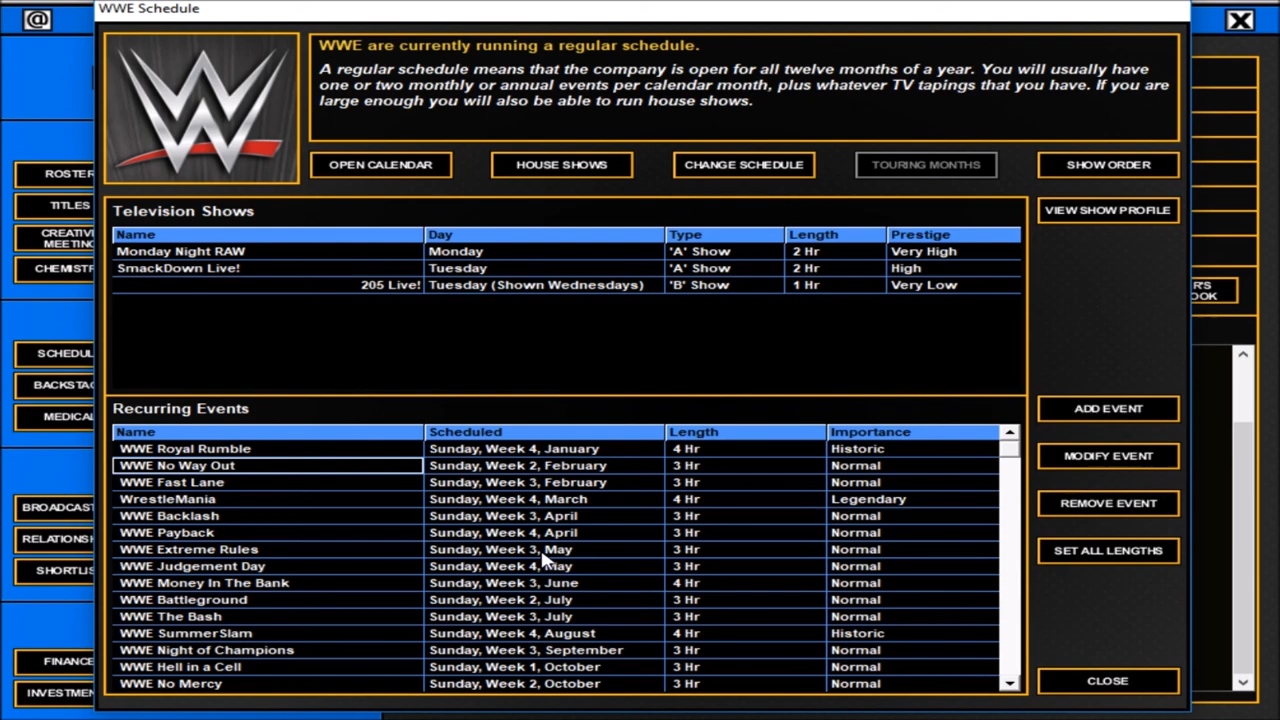 WWE Schedule
@
X
WWE are currently running a regular schedule.
A regular schedule means that the company is open for all twelve months of a year. You will usually have
one or two monthly or annual events per calendar month, plus whatever TV tapings that you have. If you are
large enough you will also be able to run house shows.
OPEN CALENDAR HOUSE SHOWS CHANGE SCHEDULE TOURING MONTHS SHOW ORDER
VIEW SHOW PROFILE
Television Shows
Name Day Type Length Prestige
Monday Night RAW Monday 'A' Show 2 Hr Very High
SmackDown Live! Tuesday 'A' Show 2 Hr High
205 Live! Tuesday (Shown Wednesdays) 'B' Show 1 Hr Very Low
Recurring Events
Name Scheduled Length Importance
WWE Royal Rumble Sunday, Week 4, January 4 Hr Historic
WWE No Way Out Sunday, Week 2, February 3 Hr Normal
WWE Fast Lane Sunday, Week 3, February 3 Hr Normal
WrestleMania Sunday, Week 4, March 4 Hr Legendary
WWE Backlash Sunday, Week 3, April 3 Hr Normal
WWE Payback Sunday, Week 4, April 3 Hr Normal
WWE Extreme Rules Sunday, Week 3, May 3 Hr Normal
WWE Judgement Day Sunday, Week 4, May 3 Hr Normal
WWE Money In The Bank Sunday, Week 3, June 4 Hr Normal
WWE Battleground Sunday, Week 2, July 3 Hr Normal
WWE The Bash Sunday, Week 3, July 3 Hr Normal
WWE SummerSlam Sunday, Week 4, August 4 Hr Historic
WWE Night of Champions Sunday, Week 3, September 3 Hr Normal
WWE Hell in a Cell Sunday, Week 1, October 3 Hr Normal
WWE No Mercy Sunday, Week 2, October 3 Hr Normal
ADD EVENT
MODIFY EVENT
REMOVE EVENT
SET ALL LENGTHS
CLOSE
ROSTER
TITLES
CREATIV
MEETING
CHEMISTR
SCHEDUL
BACKSTAG
MEDICAL
BROADCAST
RELATIONSH
SHORTLIS
FINANCE
INVESTMEN
R'S
OOK